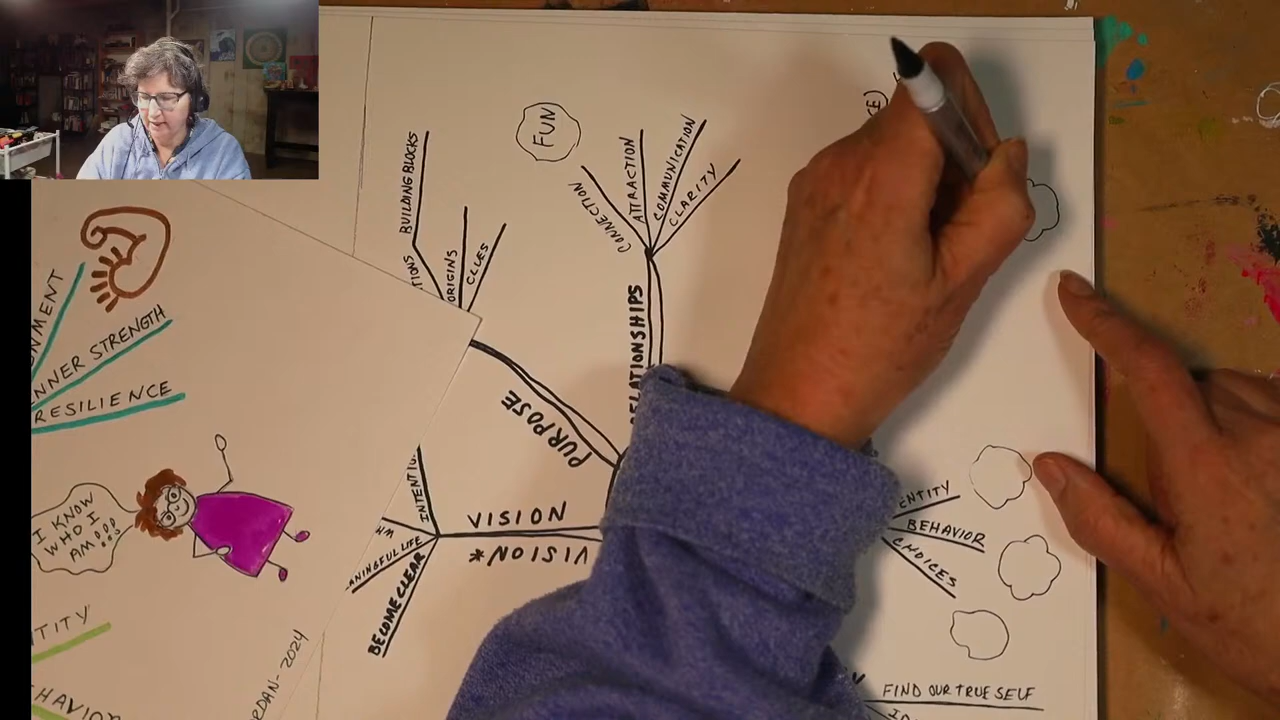 BUILDING BLOCKS
ORIGINS
CLUES
FUN
CONNECTION
ATTRACTION
COMMUNICATION
CLARITY
RELATIONSHIPS
PURPOSE
INNER STRENGTH
RESILIENCE
I KNOW
WHO I
AM!!!
VISION
VISION*
BECOME CLEAR
BEHAVIOR
CHOICES
FIND OUR TRUE SELF
2024